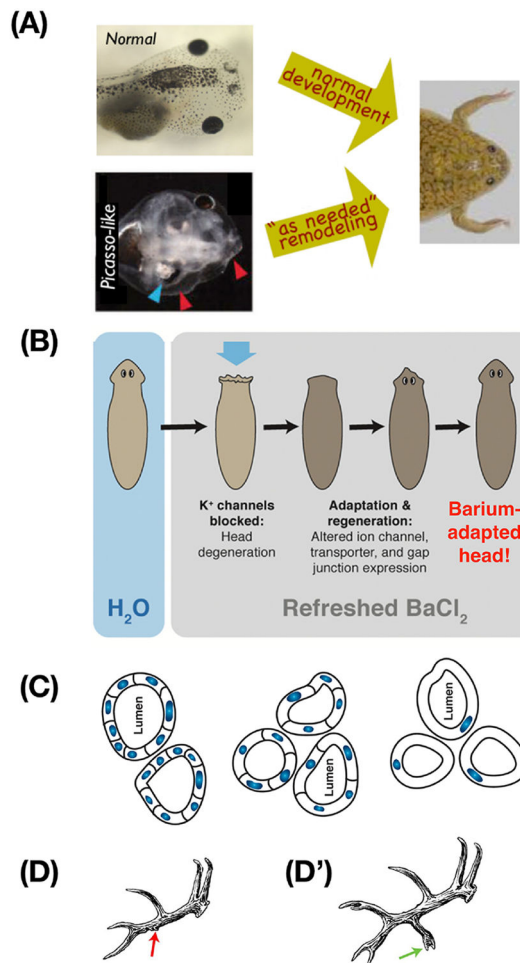 (A)
Normal
normal
development
Picasso-like
"as needed"
remodeling
(B)
K+ channels
blocked:
Head
degeneration
Adaptation &
regeneration:
Altered ion channel,
transporter, and gap
junction expression
Barium-
adapted
head!
H2O
Refreshed BaCl2
(C)
Lumen
Lumen
Lumen
(D)
(D')